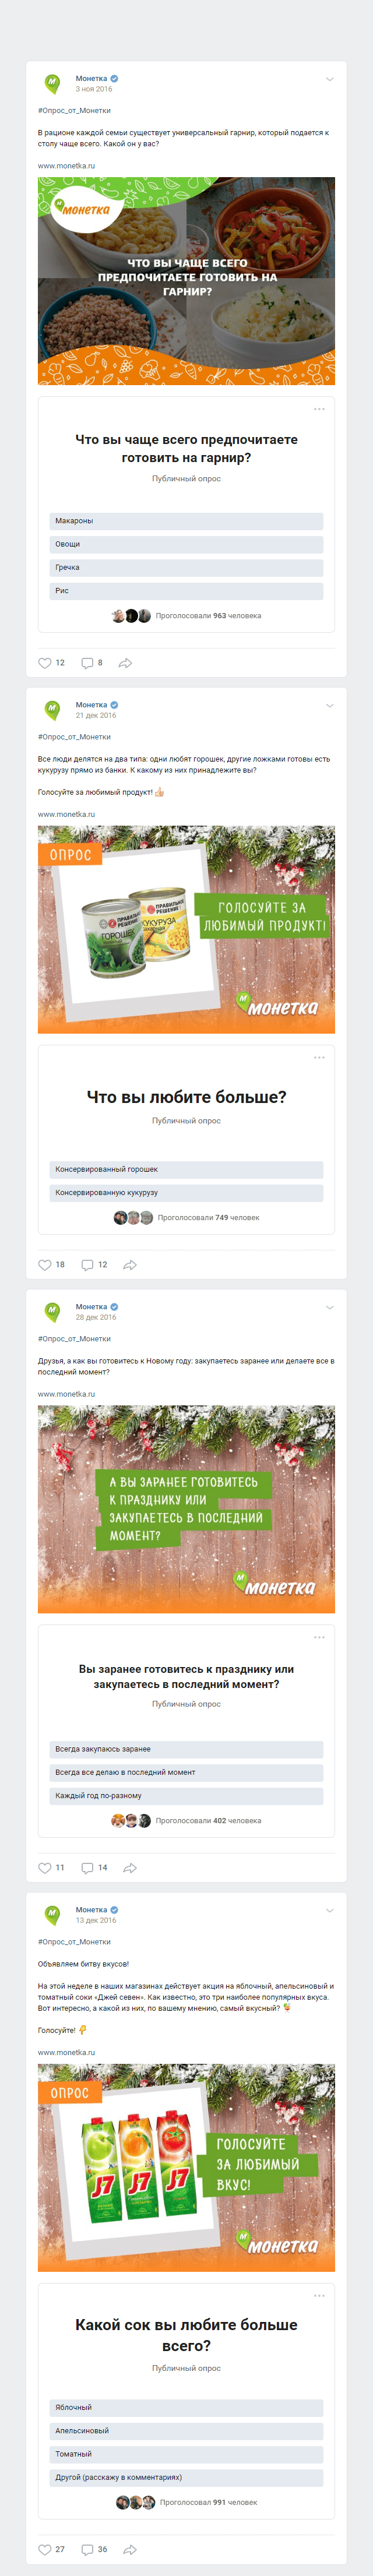 Монетка
3 ноя 2016
#Опрос_от_Монетки
В рационе каждой семьи существует универсальный гарнир, который подается к
столу чаще всего. Какой он у вас?
www.monetka.ru
М
МОНЕТКА
ЧТО ВЫ ЧАЩЕ ВСЕГО
ПРЕДПОЧИТАЕТЕ ГОТОВИТЬ НА
ГАРНИР?
Что вы чаще всего предпочитаете
готовить на гарнир?
Публичный опрос
Макароны
Овощи
Гречка
Рис
Проголосовали 963 человека
12 8
М
Монетка
21 дек 2016
#Опрос_от_Монетки
Все люди делятся на два типа: одни любят горошек, другие ложками готовы есть
кукурузу прямо из банки. К какому из них принадлежите вы?
Голосуйте за любимый продукт!
www.monetka.ru
ОПРОС
ПРАВИЛЬНОЕ
РЕШЕНИЕ
ГОРОШЕК
ПРАВИЛЬНОЕ
РЕШЕНИЕ
КУКУРУЗА
ГОЛОСУЙТЕ ЗА
ЛЮБИМЫЙ ПРОДУКТ!
М
МОНЕТКА
Что вы любите больше?
Публичный опрос
Консервированный горошек
Консервированную кукурузу
Проголосовали 749 человек
18 12
М
Монетка
28 дек 2016
#Опрос_от_Монетки
Друзья, а как вы готовитесь к Новому году: закупаетесь заранее или делаете все в
последний момент?
www.monetka.ru
А ВЫ ЗАРАНЕЕ ГОТОВИТЕСЬ
К ПРАЗДНИКУ ИЛИ
ЗАКУПАЕТЕСЬ В ПОСЛЕДНИЙ
МОМЕНТ?
М
МОНЕТКА
Вы заранее готовитесь к празднику или
закупаетесь в последний момент?
Публичный опрос
Всегда закупаюсь заранее
Всегда все делаю в последний момент
Каждый год по-разному
Проголосовали 402 человека
11 14
М
Монетка
13 дек 2016
#Опрос_от_Монетки
Объявляем битву вкусов!
На этой неделе в наших магазинах действует акция на яблочный, апельсиновый и
томатный соки «Джей севен». Как известно, это три наиболее популярных вкуса.
Вот интересно, а какой из них, по вашему мнению, самый вкусный?
Голосуйте!
www.monetka.ru
ОПРОС
J7
J7
J7
ГОЛОСУЙТЕ
ЗА ЛЮБИМЫЙ
ВКУС!
М
МОНЕТКА
Какой сок вы любите больше
всего?
Публичный опрос
Яблочный
Апельсиновый
Томатный
Другой (расскажу в комментариях)
Проголосовал 991 человек
27 36